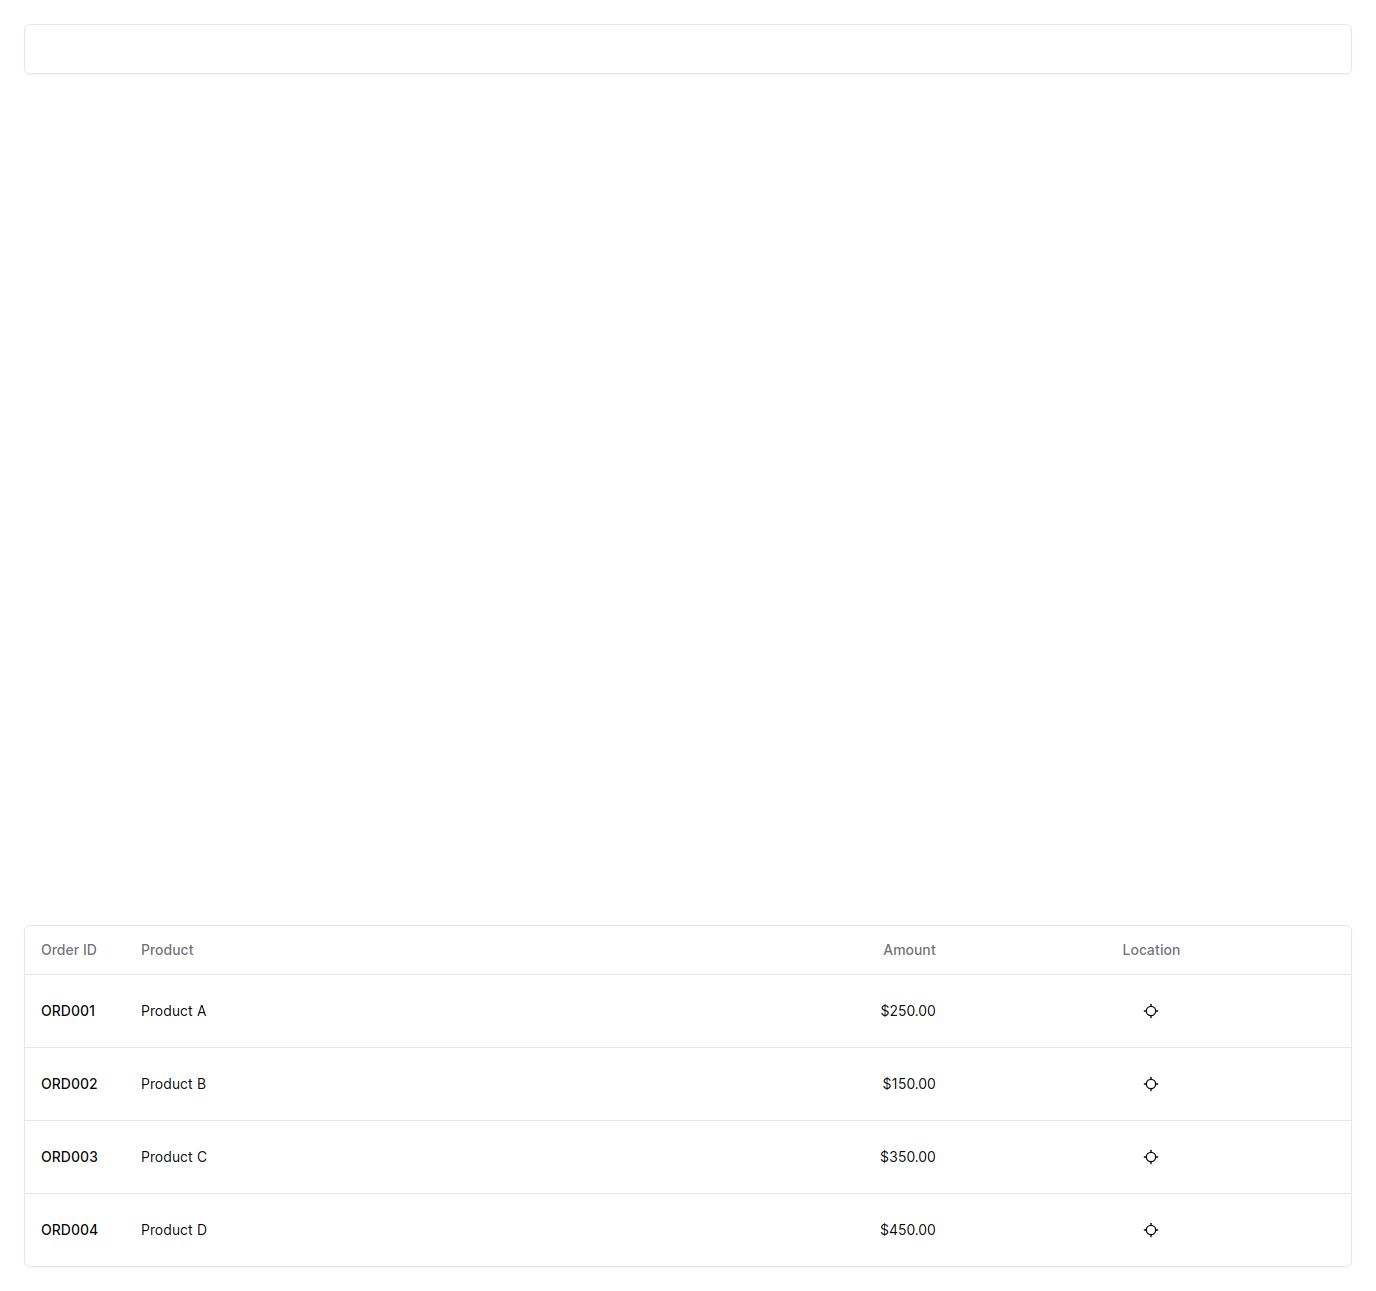 Order ID Product Amount Location
ORD001 Product A $250.00
ORD002 Product B $150.00
ORD003 Product C $350.00
ORD004 Product D $450.00